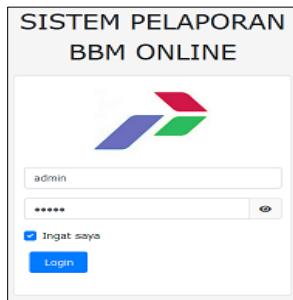 SISTEM PELAPORAN
BBM ONLINE
admin
•••••
Ingat saya
Login